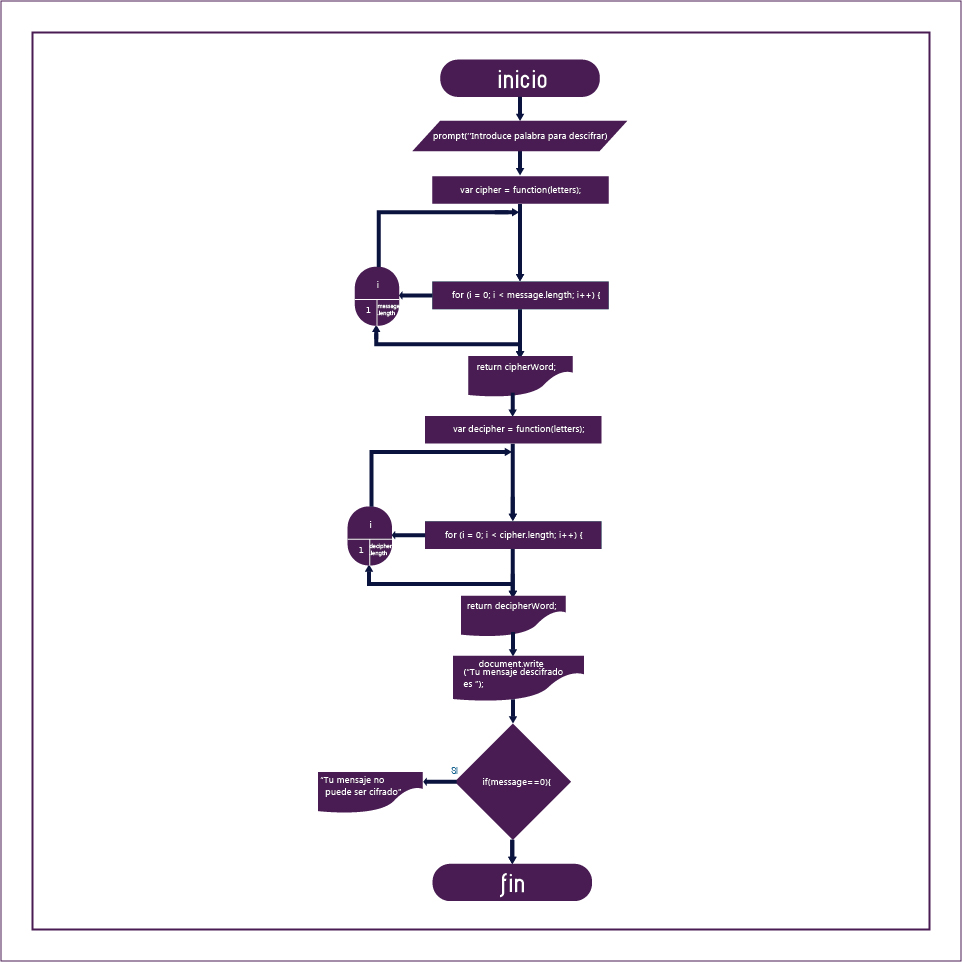 inicio
prompt("Introduce palabra para descifrar)
var cipher = function(letters);
i
1
message
.length
for (i = 0; i < message.length; i++) {
return cipherWord;
var decipher = function(letters);
i
1
decipher
.length
for (i = 0; i < cipher.length; i++) {
return decipherWord;
document.write
("Tu mensaje descifrado
es ");
SI
if(message==0){
"Tu mensaje no
puede ser cifrado"
fin